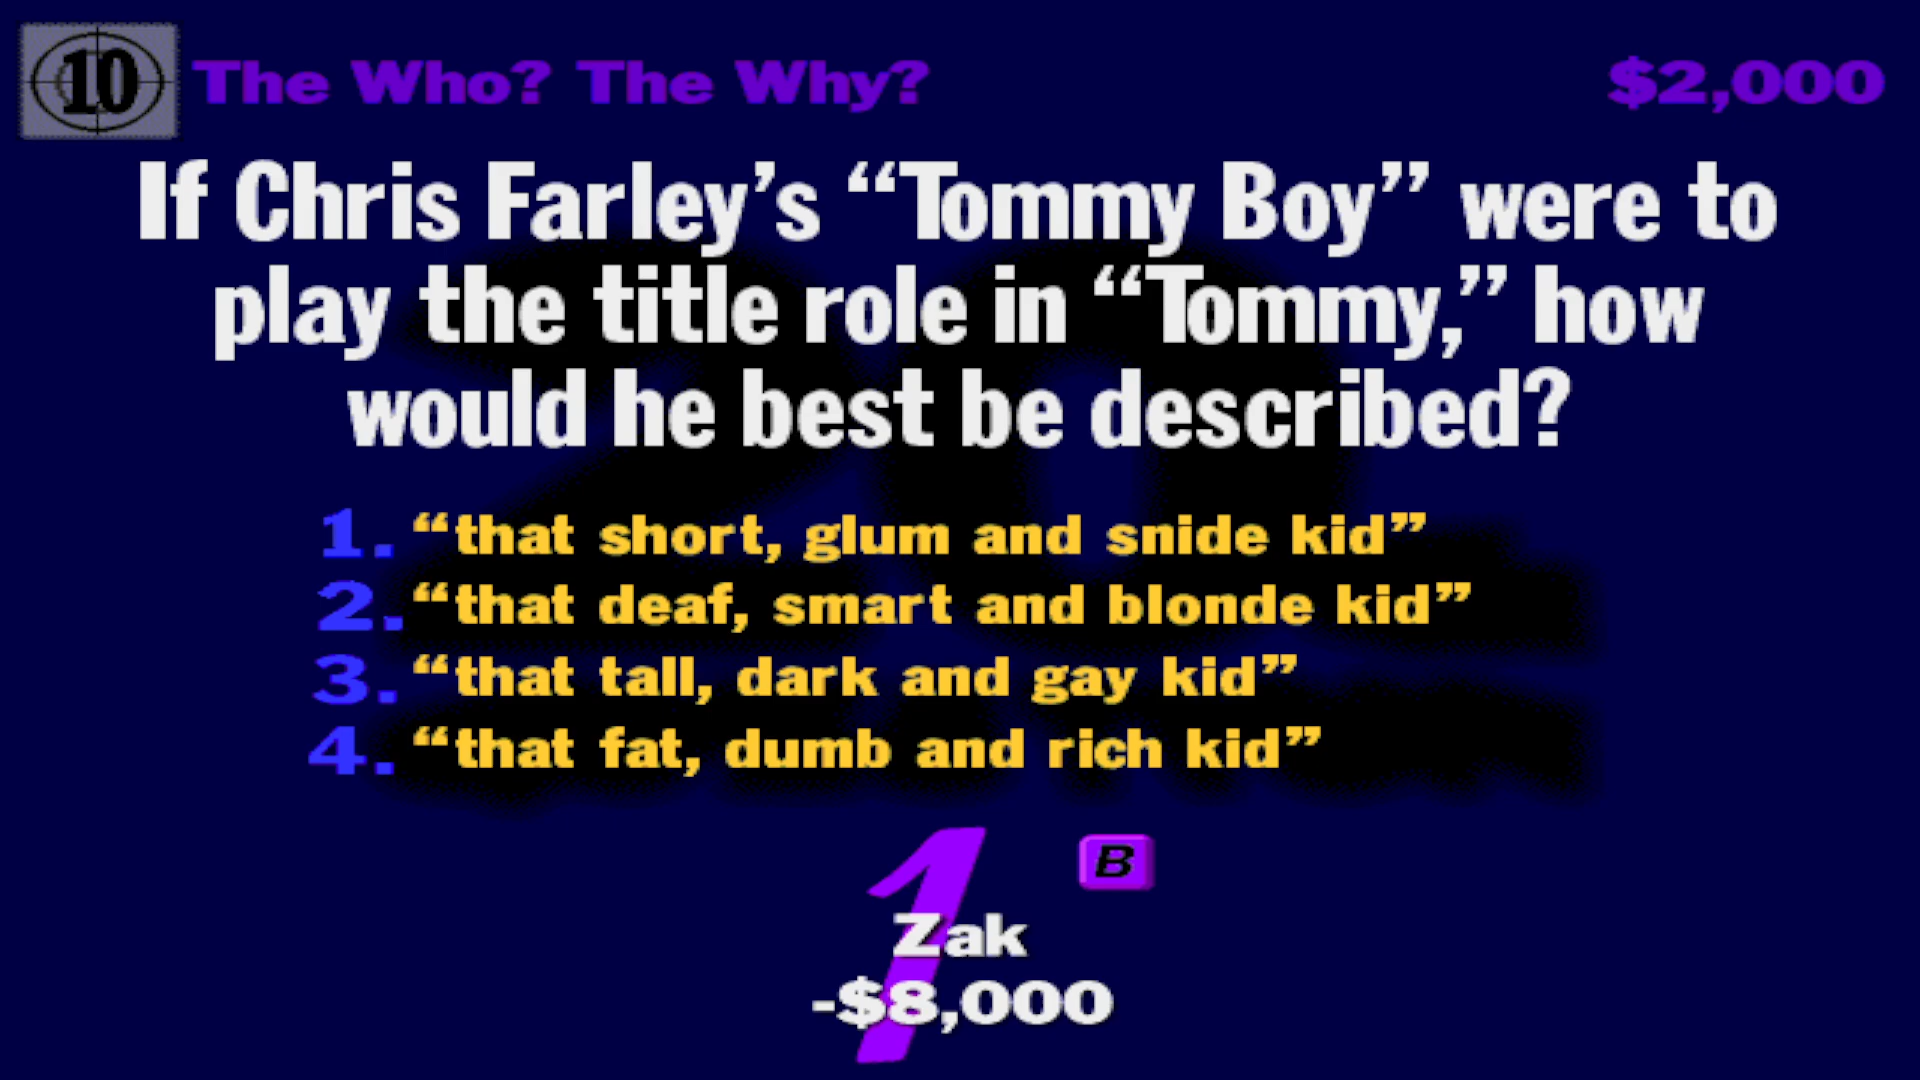 10 The Who? The Why? $2,000
If Chris Farley's “Tommy Boy” were to
play the title role in “Tommy,” how
would he best be described?
1. “that short, glum and snide kid”
2. “that deaf, smart and blonde kid”
3. “that tall, dark and gay kid”
4. “that fat, dumb and rich kid”
1 B
Zak
-$8,000